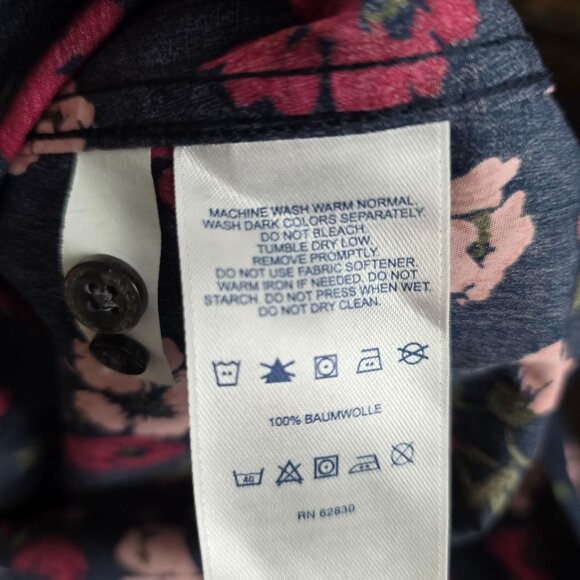 MACHINE WASH WARM NORMAL.
WASH DARK COLORS SEPARATELY.
DO NOT BLEACH.
TUMBLE DRY LOW,
REMOVE PROMPTLY.
DO NOT USE FABRIC SOFTENER.
WARM IRON IF NEEDED. DO NOT
STARCH. DO NOT PRESS WHEN WET.
DO NOT DRY CLEAN.
100% BAUMWOLLE
40
RN 62830